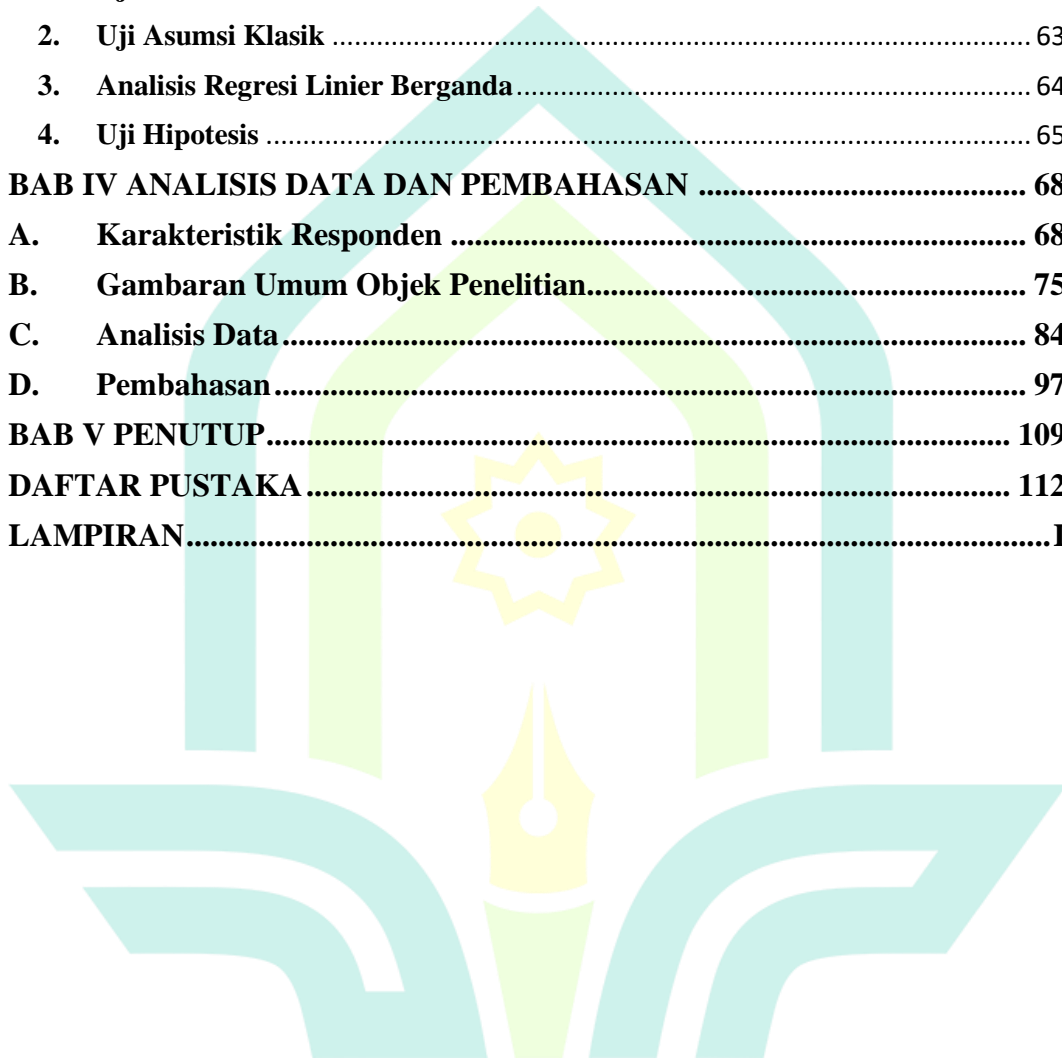 2. Uji Asumsi Klasik ........................................................................ 63
3. Analisis Regresi Linier Berganda ........................................................ 64
4. Uji Hipotesis ........................................................................ 65
BAB IV ANALISIS DATA DAN PEMBAHASAN .................................... 68
A. Karakteristik Responden ................................................................ 68
B. Gambaran Umum Objek Penelitian ................................................ 75
C. Analisis Data ........................................................................ 84
D. Pembahasan ........................................................................ 97
BAB V PENUTUP ........................................................................ 109
DAFTAR PUSTAKA ........................................................................ 112
LAMPIRAN ........................................................................ I